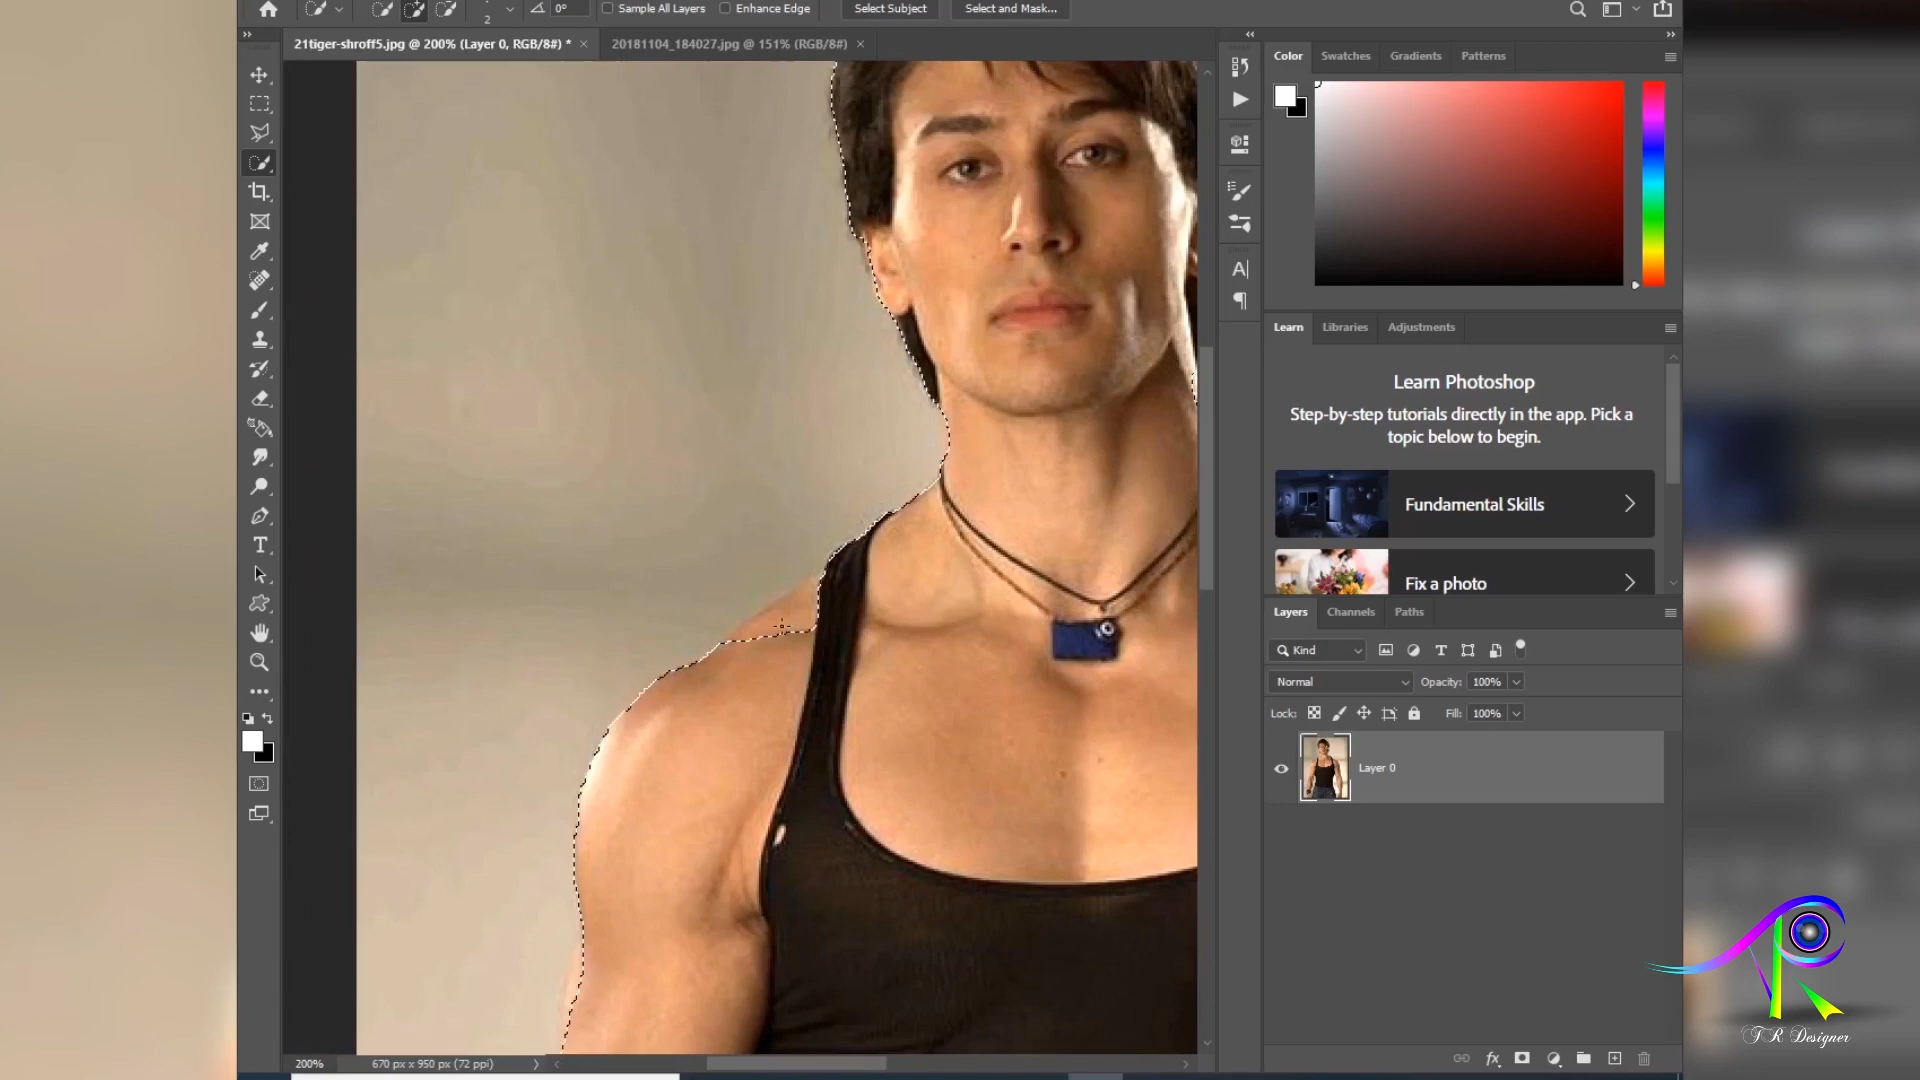 2
0°
Sample All Layers
Enhance Edge
Select Subject
Select and Mask...
21tiger-shroff5.jpg @ 200% (Layer 0, RGB/8#) *
20181104_184027.jpg @ 151% (RGB/8#)
Color
Swatches
Gradients
Patterns
Learn
Libraries
Adjustments
Learn Photoshop
Step-by-step tutorials directly in the app. Pick a
topic below to begin.
Fundamental Skills
Fix a photo
Layers
Channels
Paths
Kind
Normal
Opacity: 100%
Lock:
Fill: 100%
Layer 0
200%
670 px x 950 px (72 ppi)
TR Designer